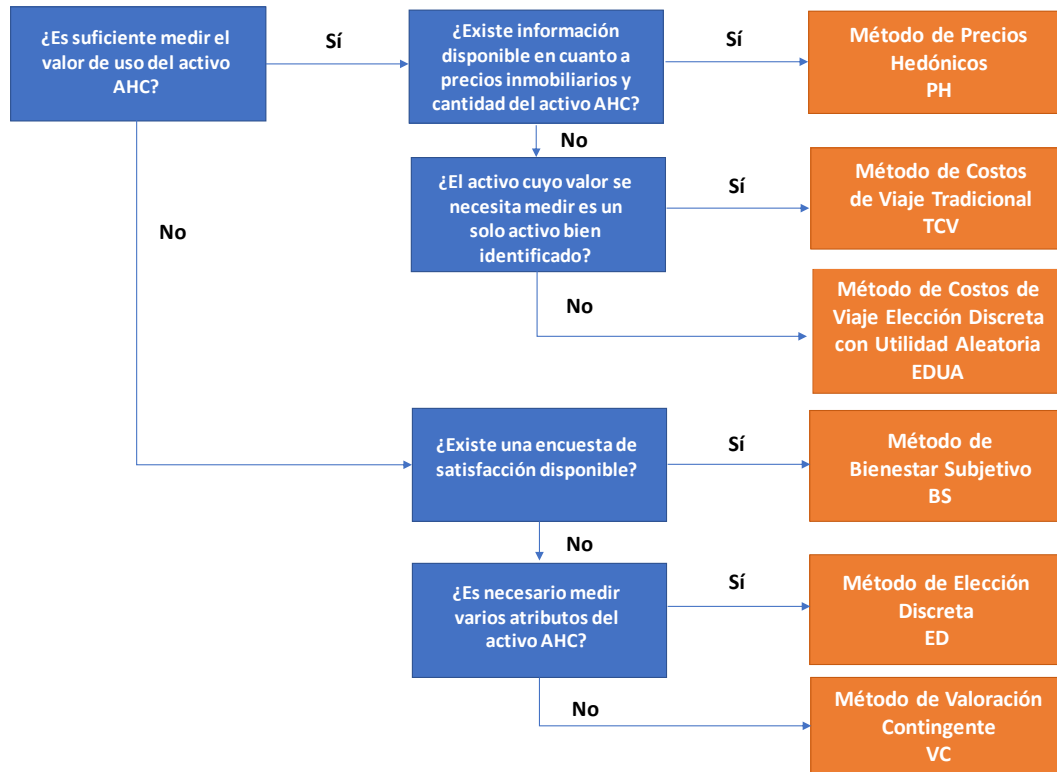 ¿Es suficiente medir el
valor de uso del activo
AHC?
Sí
¿Existe información
disponible en cuanto a
precios inmobiliarios y
cantidad del activo AHC?
Sí
Método de Precios
Hedónicos
PH
No
No
¿El activo cuyo valor se
necesita medir es un
solo activo bien
identificado?
Sí
Método de Costos
de Viaje Tradicional
TCV
No
Método de Costos de
Viaje Elección Discreta
con Utilidad Aleatoria
EDUA
¿Existe una encuesta de
satisfacción disponible?
Sí
Método de
Bienestar Subjetivo
BS
No
¿Es necesario medir
varios atributos del
activo AHC?
Sí
Método de Elección
Discreta
ED
No
Método de Valoración
Contingente
VC